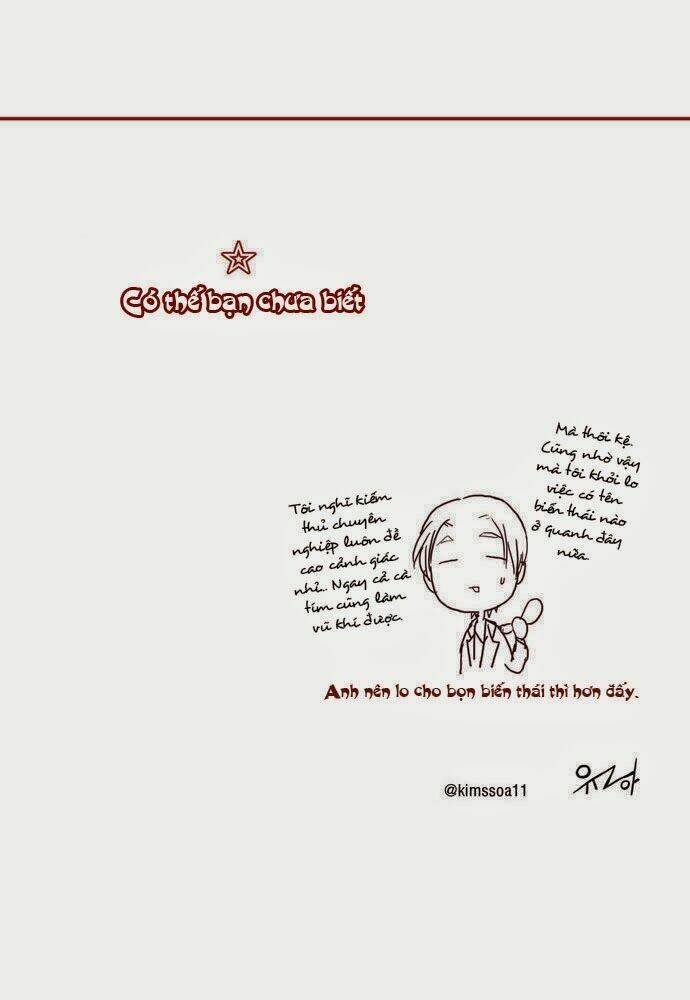 Có thể bạn chưa biết
Tôi nghĩ kiếm
thủ chuyên
nghiệp luôn đề
cao cảnh giác
nhỉ.. Ngay cả cà
tím cũng làm
vũ khí được.
Mà thôi kệ.
Cũng nhờ vậy
mà tôi khỏi lo
việc có tên
biến thái nào
ở quanh đây
nữa.
Anh nên lo cho bọn biến thái thì hơn đấy.
@kimssoa11